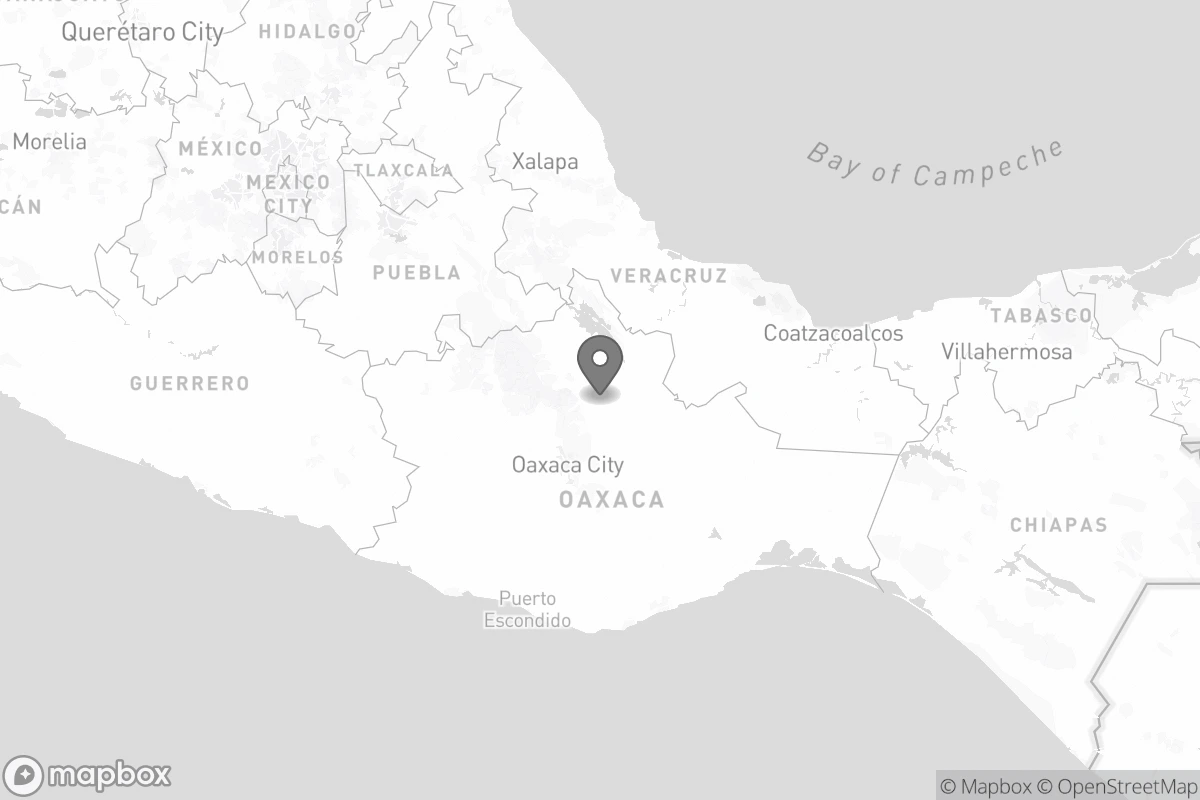 Querétaro City
HIDALGO
Morelia
MÉXICO
TLAXCALA
Xalapa
Bay of Campeche
MEXICO
CITY
CÁN
MORELOS
PUEBLA
VERACRUZ
TABASCO
Coatzacoalcos
Villahermosa
GUERRERO
Oaxaca City
OAXACA
CHIAPAS
Puerto
Escondido
mapbox
© Mapbox © OpenStreetMap